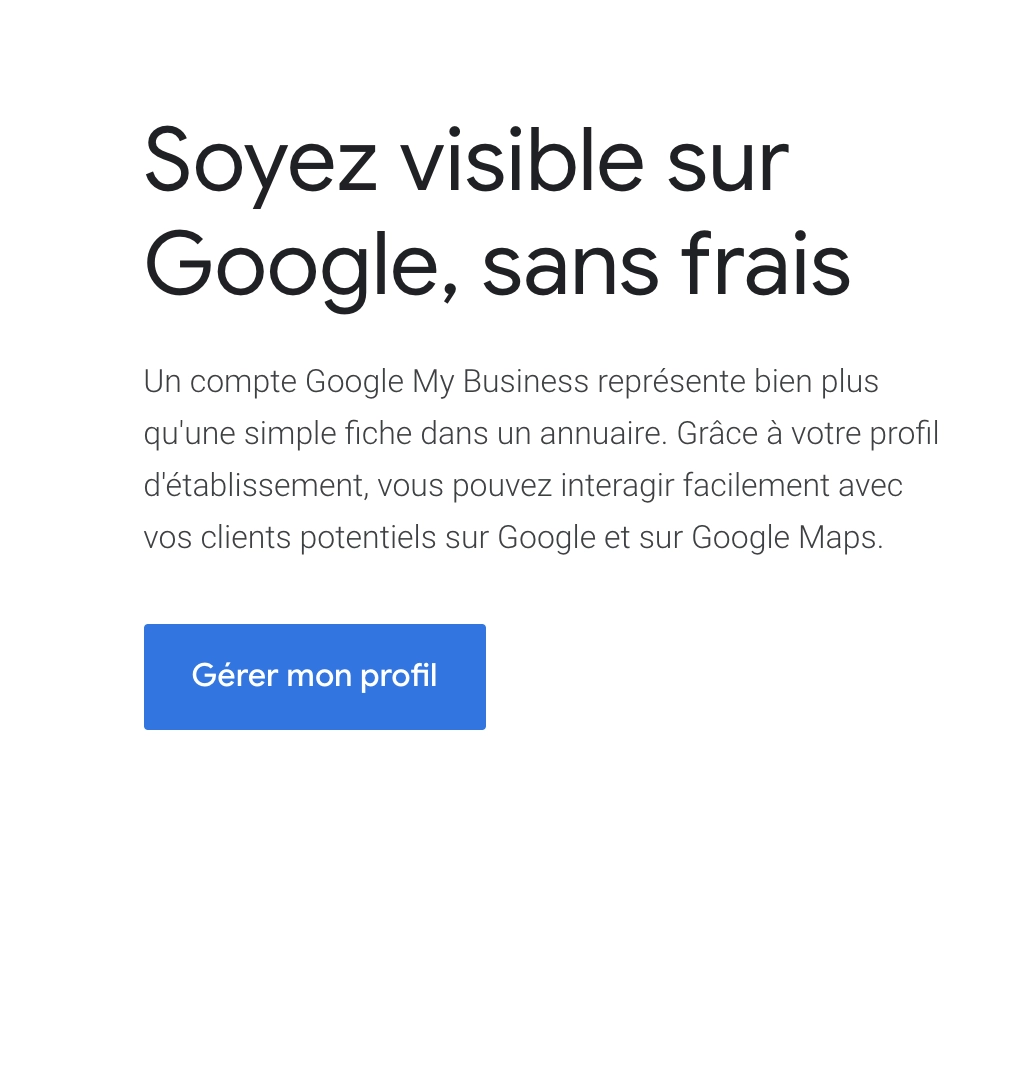 Soyez visible sur
Google, sans frais
Un compte Google My Business représente bien plus
qu'une simple fiche dans un annuaire. Grâce à votre profil
d'établissement, vous pouvez interagir facilement avec
vos clients potentiels sur Google et sur Google Maps.
Gérer mon profil